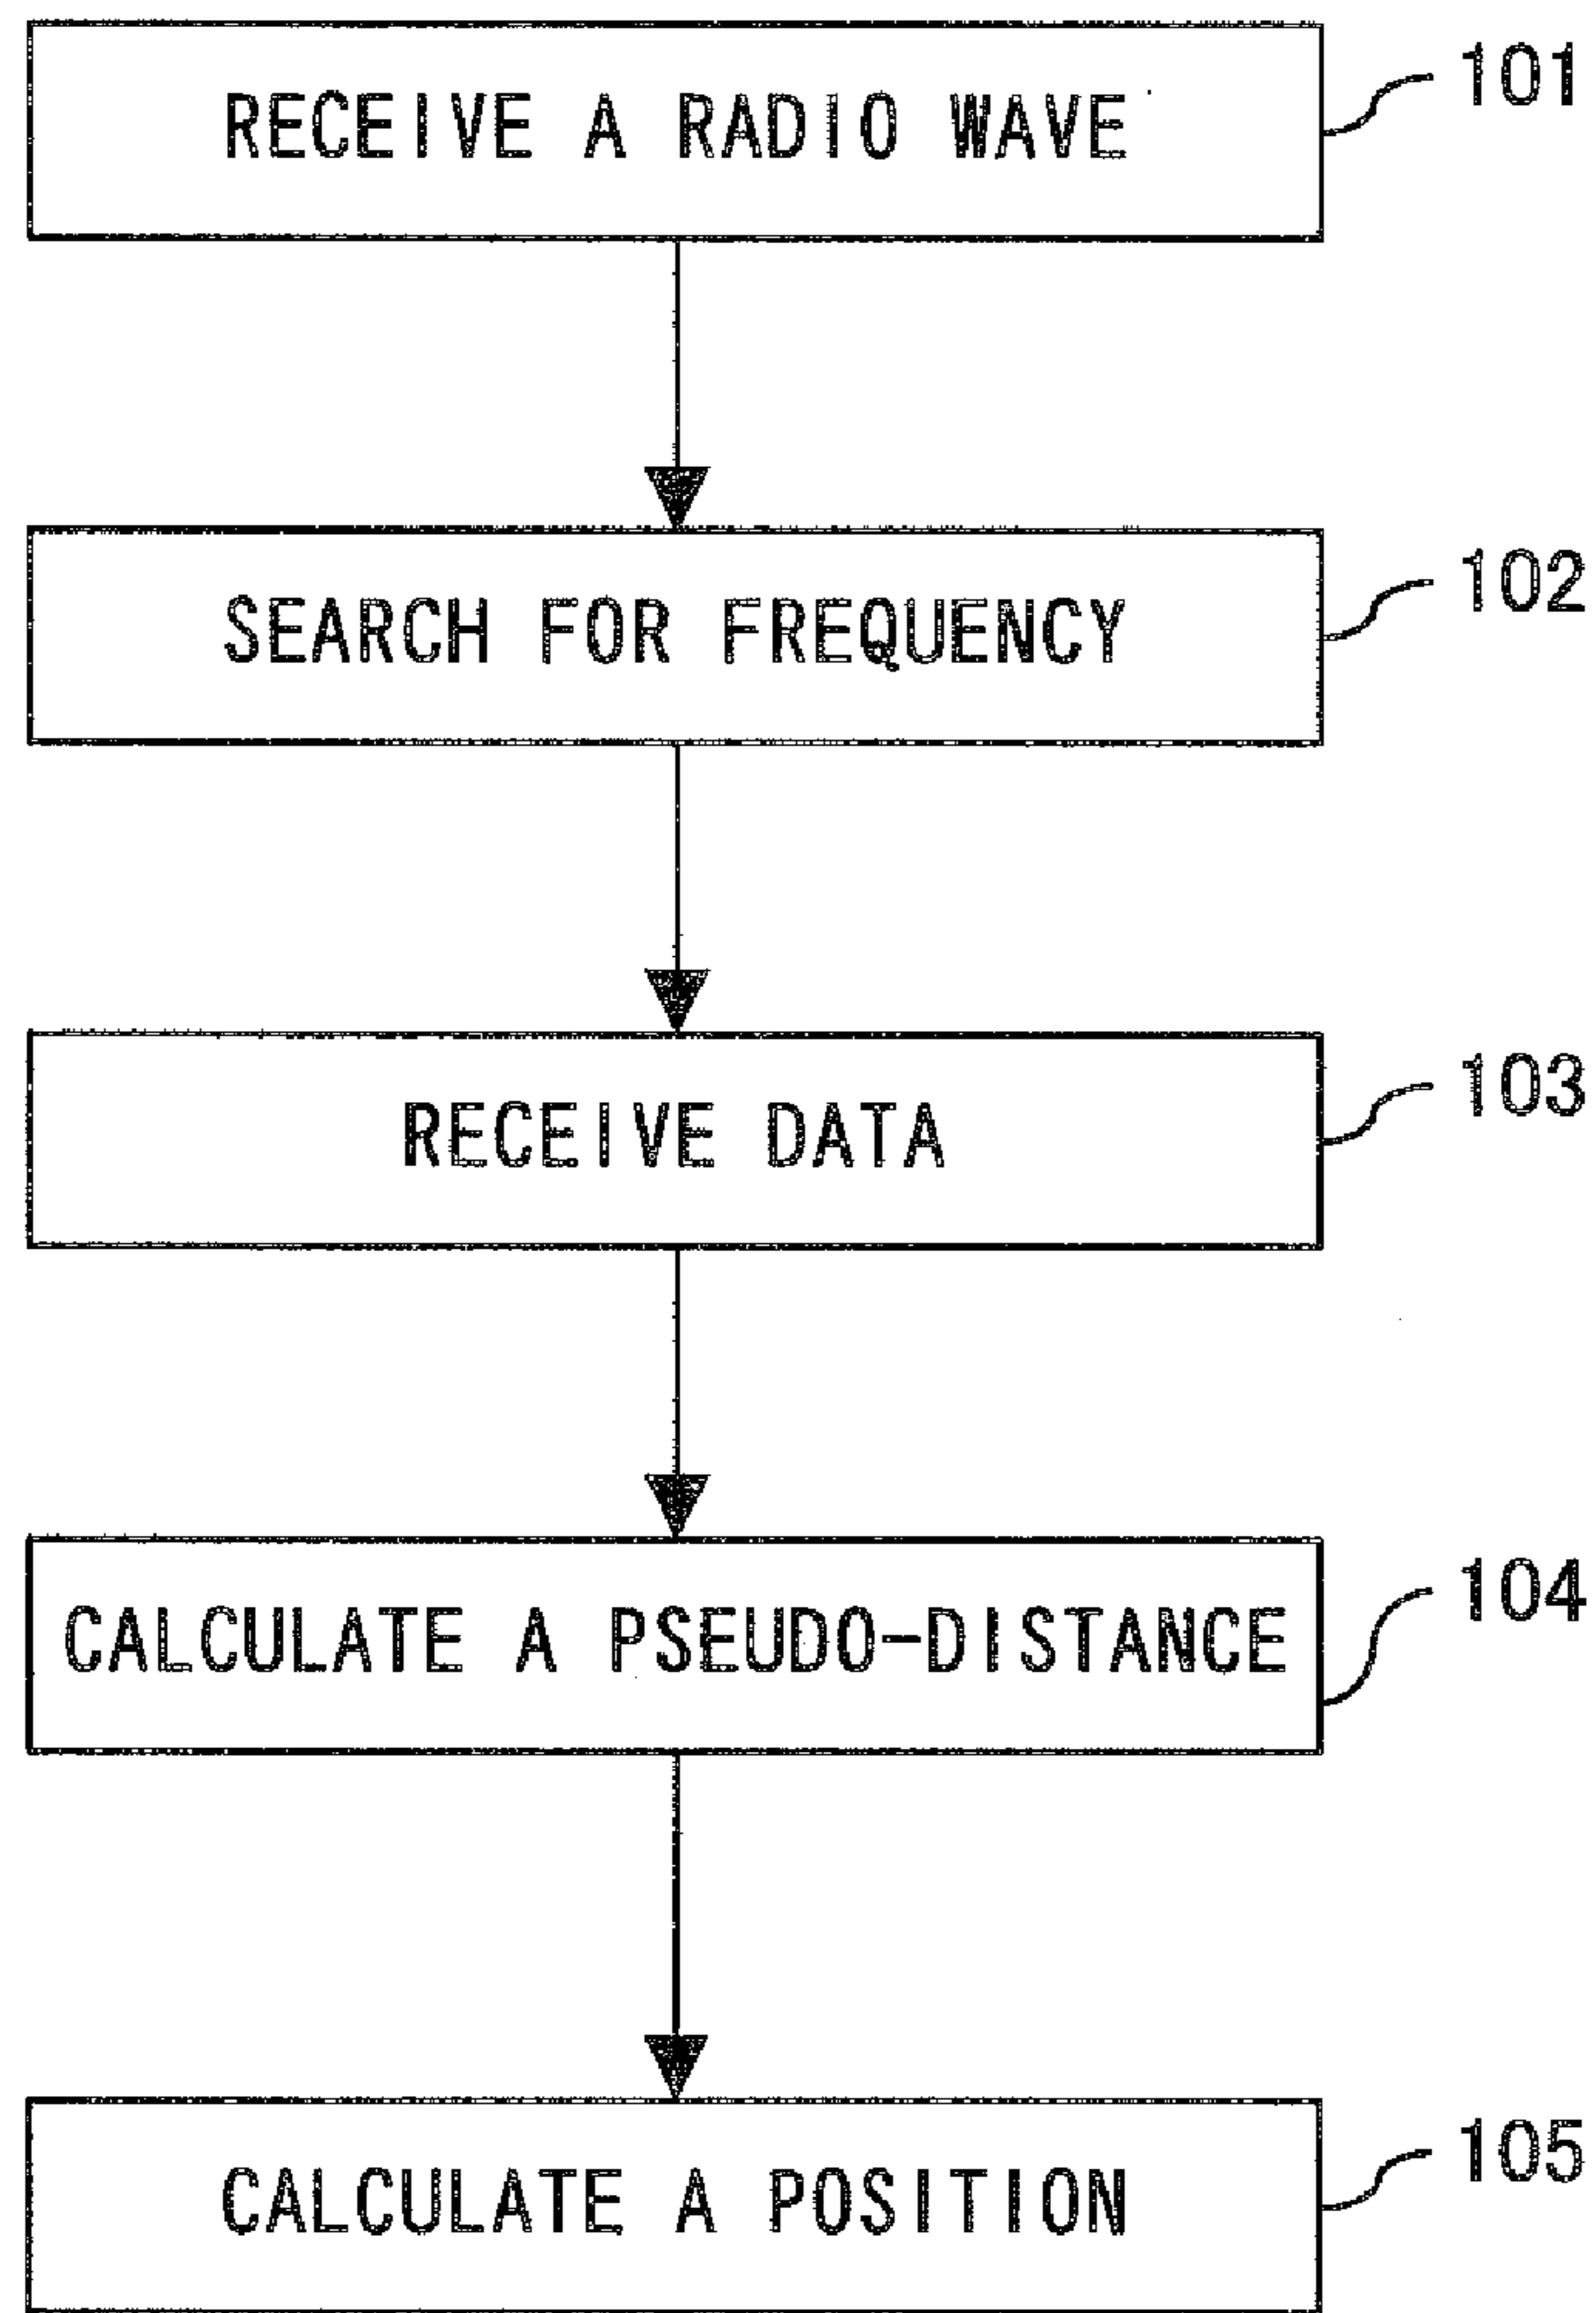 RECEIVE A RADIO WAVE 101
SEARCH FOR FREQUENCY 102
RECEIVE DATA 103
CALCULATE A PSEUDO-DISTANCE 104
CALCULATE A POSITION 105